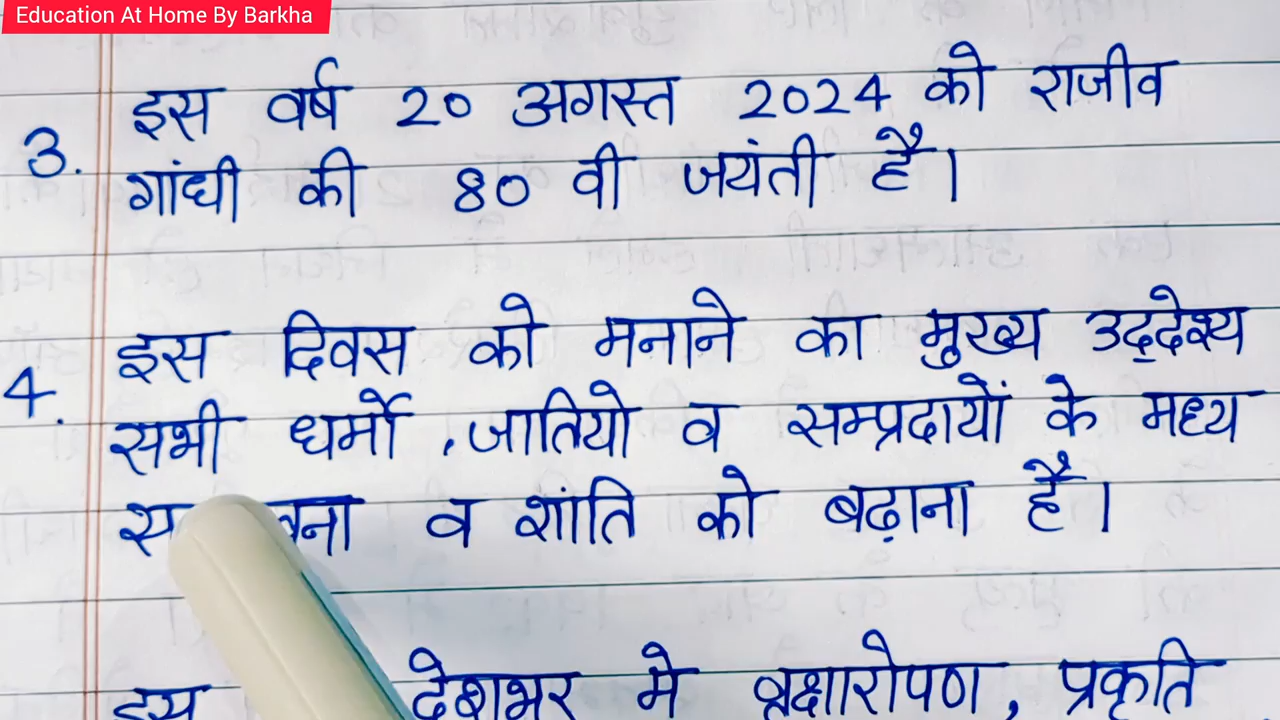 Education At Home By Barkha
3. इस वर्ष 20 अगस्त 2024 को राजीव
गांधी की 80 वी जयंती है।
4. इस दिवस को मनाने का मुख्य उद्देश्य
सभी धर्मो , जातियो व सम्प्रदायों के मध्य
व शांति को बढ़ाना है।
देशभर मे व्रक्षारोपण , प्रकृति